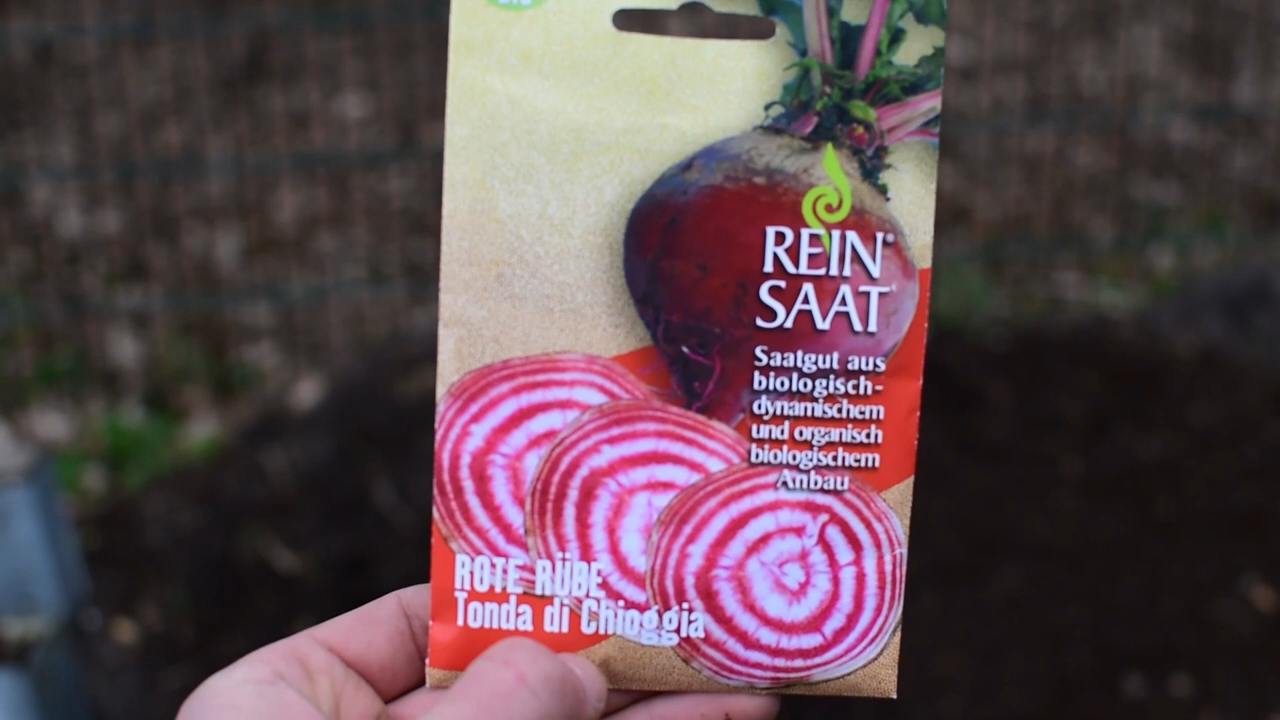 REIN®
SAAT
Saatgut aus
biologisch-
dynamischem
und organisch
biologischem
Anbau
ROTE RÜBE
Tonda di Chioggia